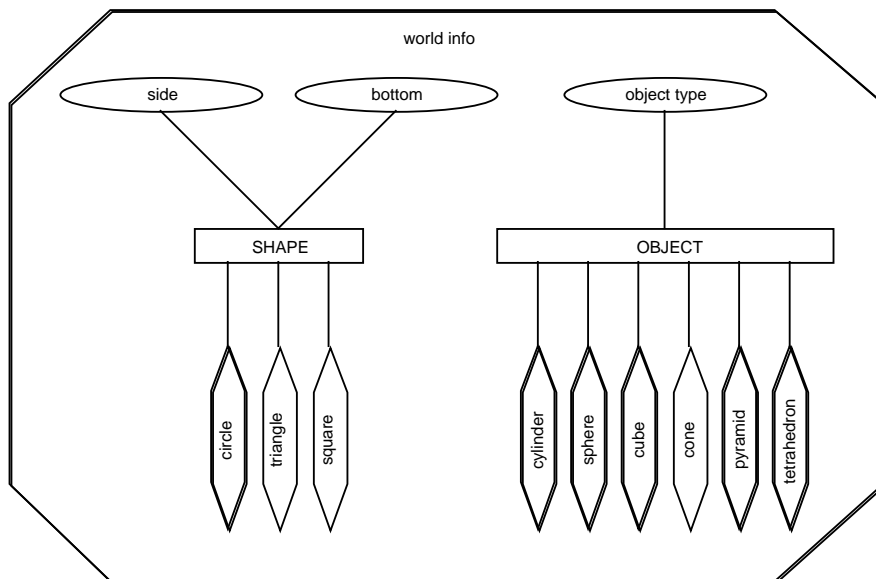 world info
side
bottom
object type
SHAPE
OBJECT
circle
triangle
square
cylinder
sphere
cube
cone
pyramid
tetrahedron